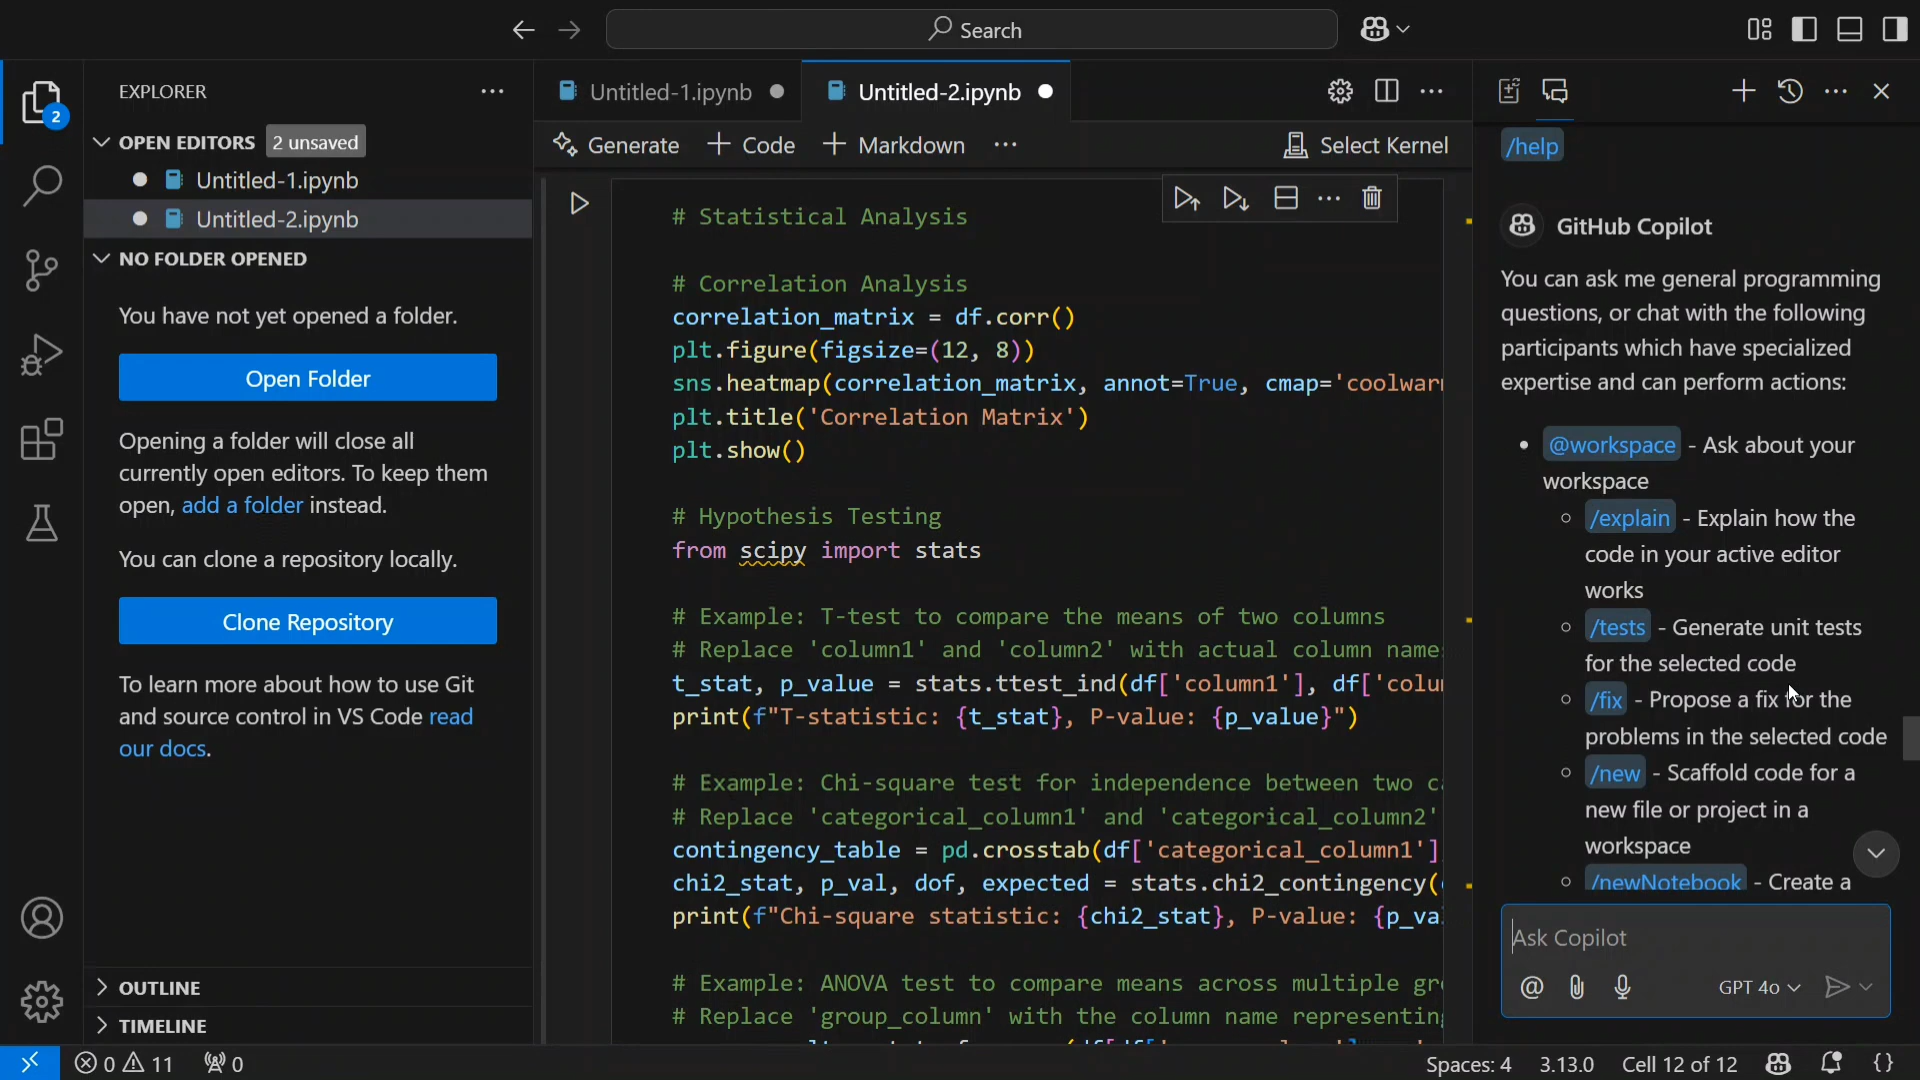 Search
EXPLORER
OPEN EDITORS 2 unsaved
Untitled-1.ipynb
Untitled-2.ipynb
NO FOLDER OPENED
You have not yet opened a folder.
Open Folder
Opening a folder will close all
currently open editors. To keep them
open, add a folder instead.
You can clone a repository locally.
Clone Repository
To learn more about how to use Git
and source control in VS Code read
our docs.
OUTLINE
TIMELINE
2
Untitled-1.ipynb
Untitled-2.ipynb
Generate
Code
Markdown
Select Kernel
# Statistical Analysis
# Correlation Analysis
correlation_matrix = df.corr()
plt.figure(figsize=(12, 8))
sns.heatmap(correlation_matrix, annot=True, cmap='coolwarm
plt.title('Correlation Matrix')
plt.show()
# Hypothesis Testing
from scipy import stats
# Example: T-test to compare the means of two columns
# Replace 'column1' and 'column2' with actual column name
t_stat, p_value = stats.ttest_ind(df['column1'], df['colu
print(f"T-statistic: {t_stat}, P-value: {p_value}")
# Example: Chi-square test for independence between two c
# Replace 'categorical_column1' and 'categorical_column2'
contingency_table = pd.crosstab(df['categorical_column1']
chi2_stat, p_val, dof, expected = stats.chi2_contingency(
print(f"Chi-square statistic: {chi2_stat}, P-value: {p_va
# Example: ANOVA test to compare means across multiple gr
# Replace 'group_column' with the column name representing
/help
GitHub Copilot
You can ask me general programming
questions, or chat with the following
participants which have specialized
expertise and can perform actions:
@workspace - Ask about your
workspace
/explain - Explain how the
code in your active editor
works
/tests - Generate unit tests
for the selected code
/fix - Propose a fix for the
problems in the selected code
/new - Scaffold code for a
new file or project in a
workspace
/newNotebook - Create a
Ask Copilot
GPT 4o
0 11 0
Spaces: 4 3.13.0 Cell 12 of 12